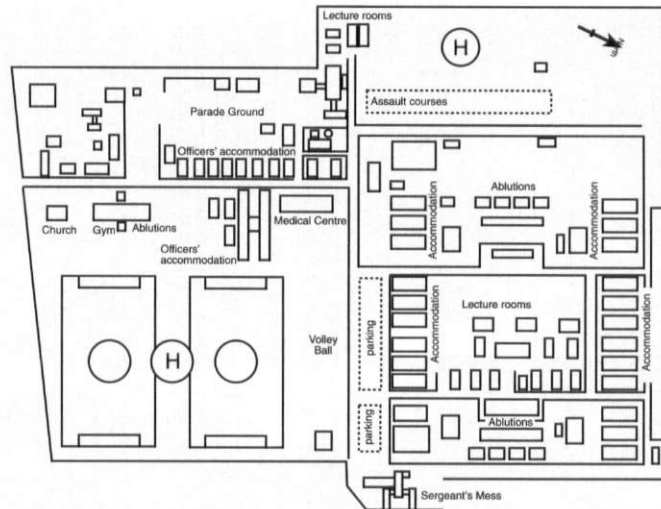 Lecture rooms
H
Assault courses
Parade Ground
Officers' accommodation
Ablutions
Accommodation
Accommodation
Church
Gym
Ablutions
Medical Centre
Officers'
accommodation
Accommodation
Lecture rooms
Accommodation
parking
Volley
Ball
H
parking
Ablutions
Sergeant's Mess